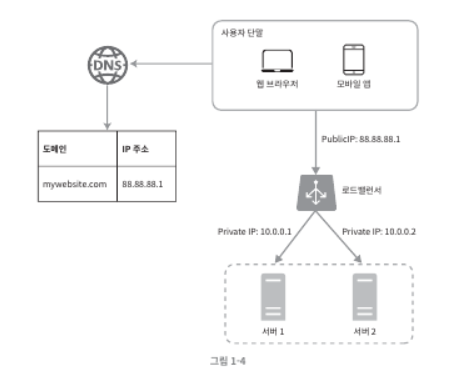 사용자 단말
DNS
웹 브라우저
모바일 앱
도메인
IP 주소
mywebsite.com
88.88.88.1
PublicIP: 88.88.88.1
로드밸런서
Private IP: 10.0.0.1
Private IP: 10.0.0.2
서버 1
서버 2
그림 1-4